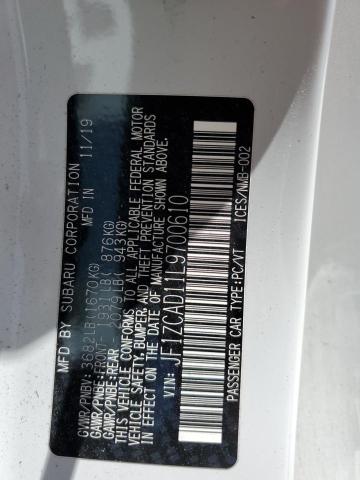 MFD BY SUBARU CORPORATION
MFD IN 11/19
GVWR/PNBV: 3682LB(1670KG)
GAWR/PNBE:FRONT- 1931LB( 876KG)
GAWR/PNBE:REAR 2079LB( 943KG)
THIS VEHICLE CONFORMS TO ALL APPLICABLE FEDERAL MOTOR
VEHICLE SAFETY,BUMPER,AND THEFT PREVENTION STANDARDS
IN EFFECT ON THE DATE OF MANUFACTURE SHOWN ABOVE.
VIN: JF1ZCAD11L9700610
PASSENGER CAR TYPE:PC/VT ICES/NMB-002